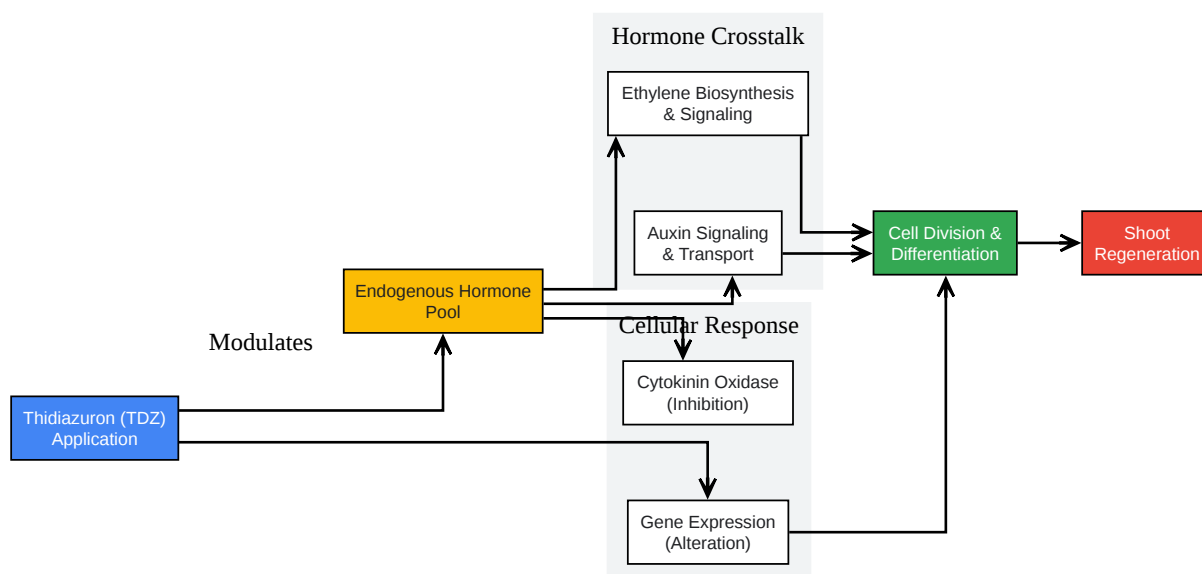 Hormone Crosstalk
Ethylene Biosynthesis
& Signaling
Auxin Signaling
& Transport
Cell Division &
Differentiation
Shoot
Regeneration
Endogenous Hormone
Pool
Cellular Response
Modulates
Cytokinin Oxidase
(Inhibition)
Thidiazuron (TDZ)
Application
Gene Expression
(Alteration)